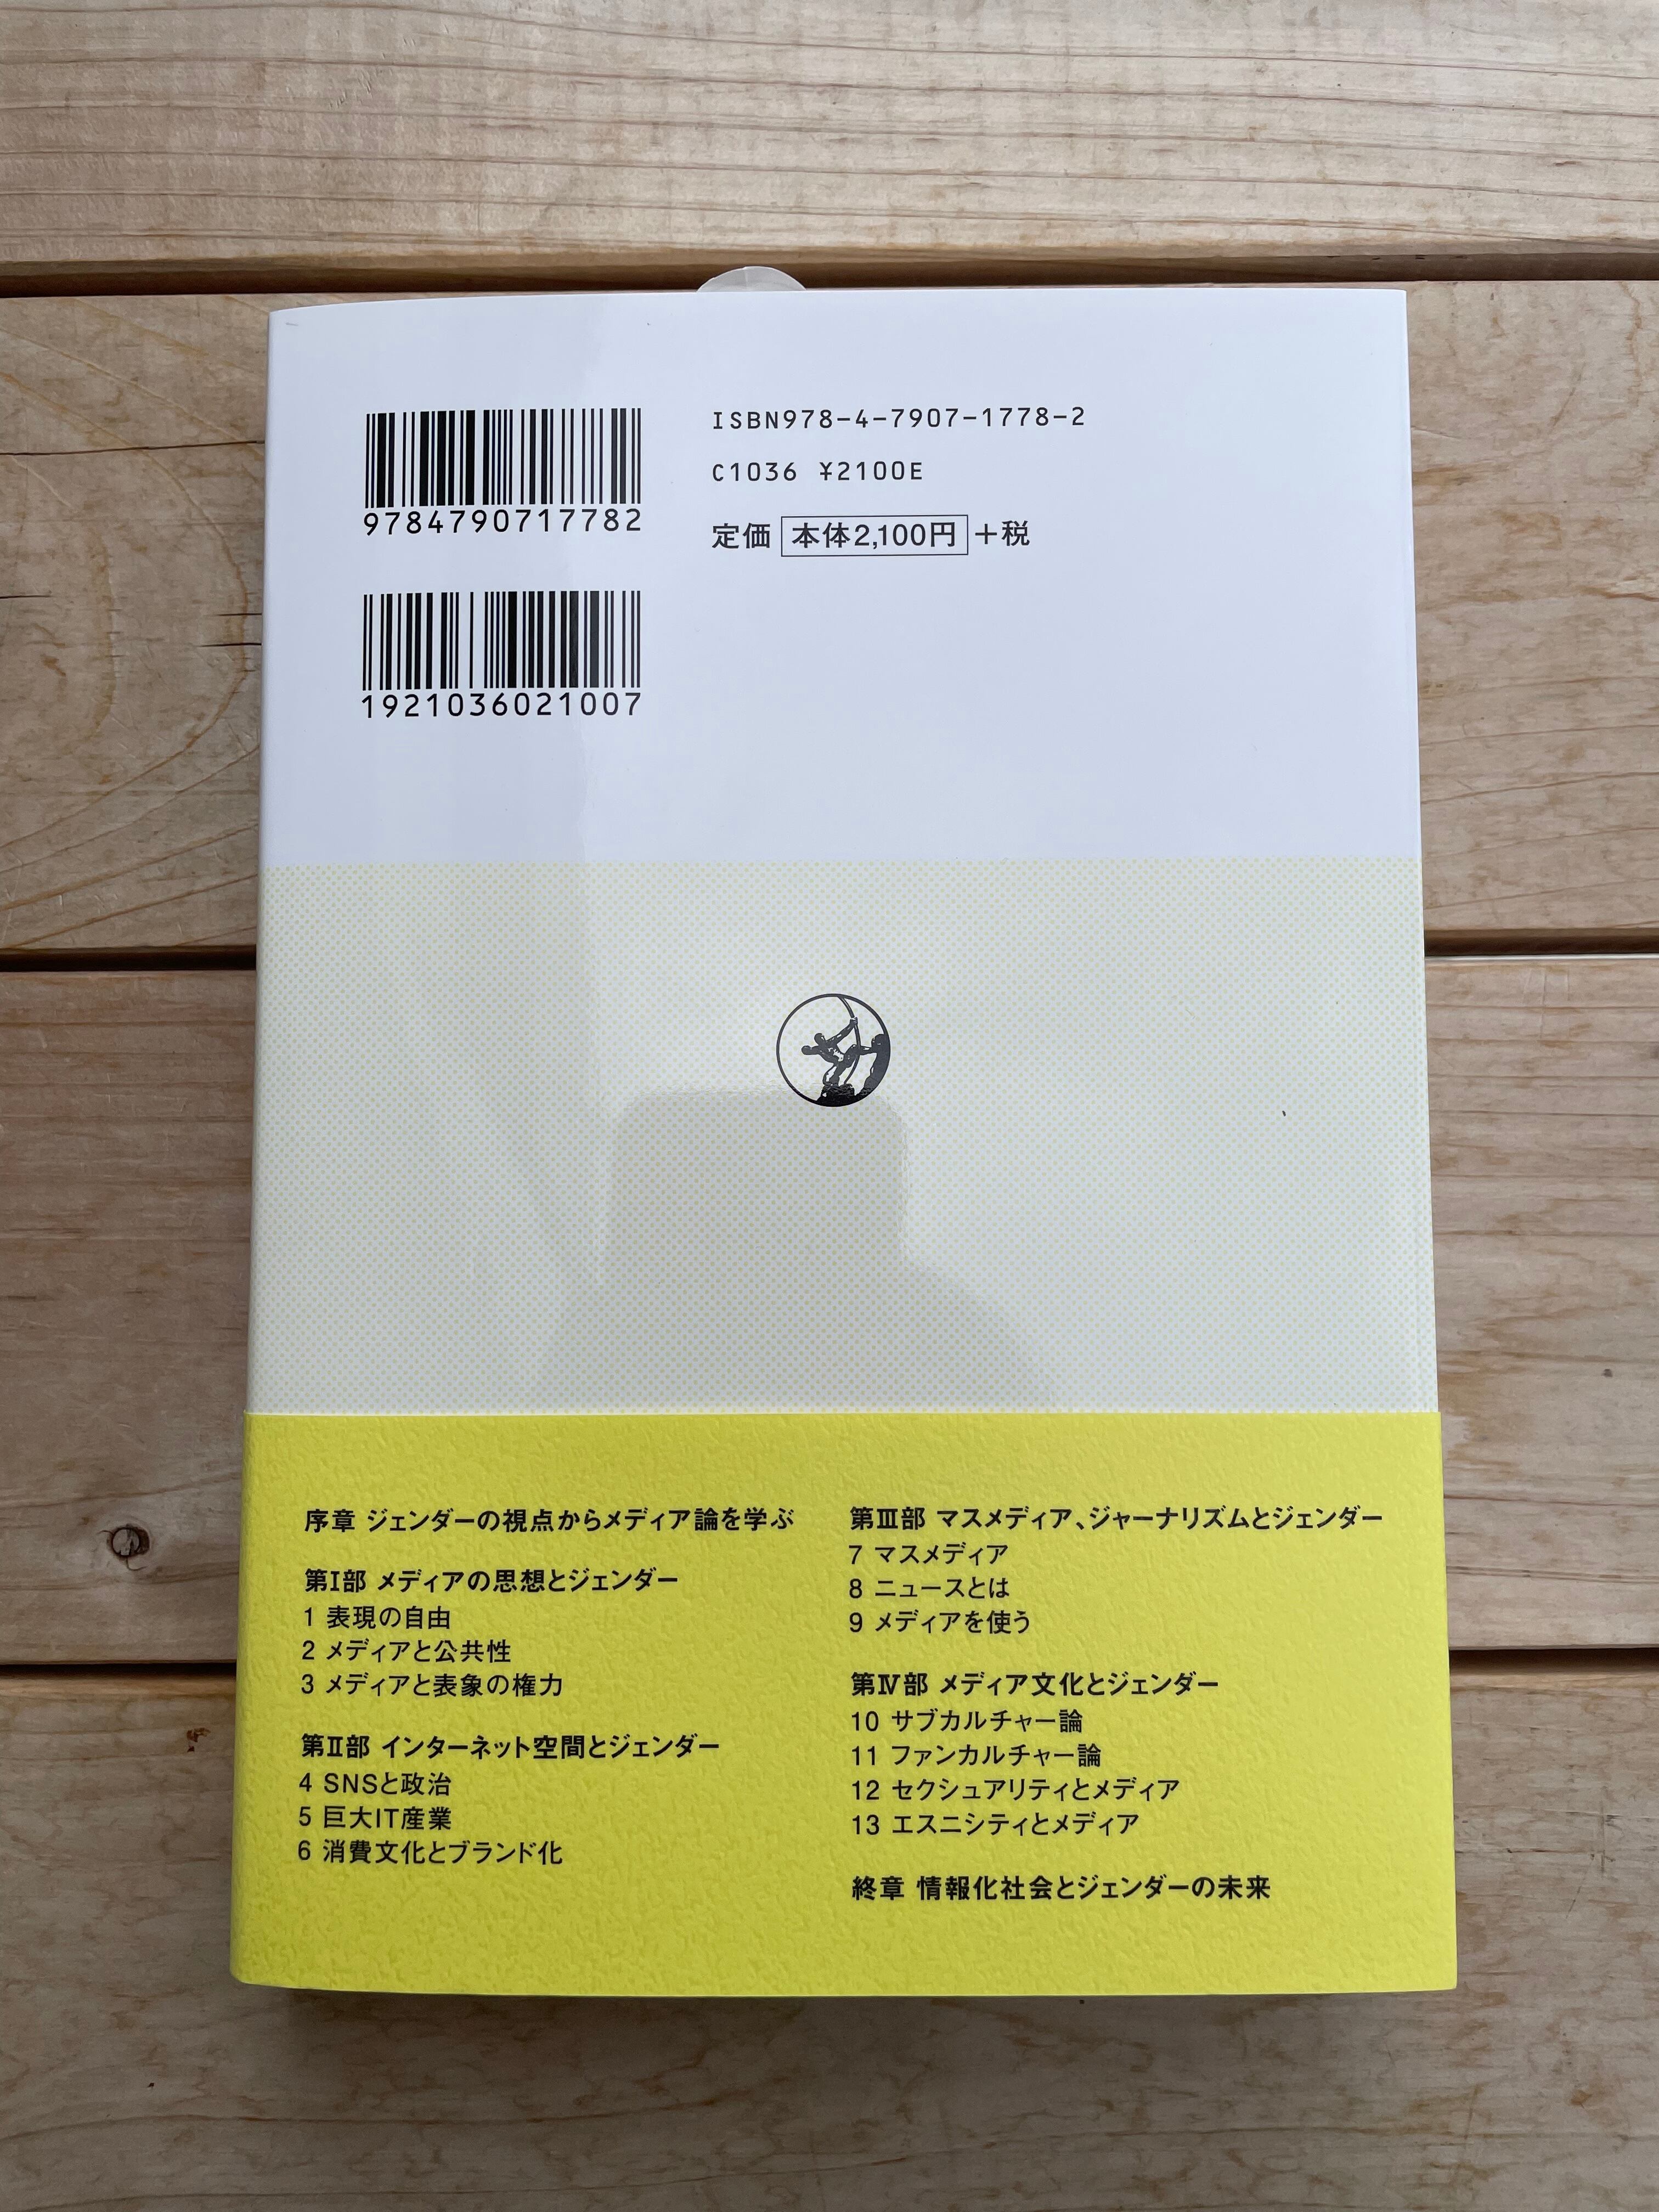 9784790717782
ISBN978-4-7907-1778-2
C1036 ¥2100E
定価 本体2,100円+税
1921036021007
序章 ジェンダーの視点からメディア論を学ぶ
第Ⅰ部 メディアの思想とジェンダー
1 表現の自由
2 メディアと公共性
3 メディアと表象の権力
第Ⅱ部 インターネット空間とジェンダー
4 SNSと政治
5 巨大IT産業
6 消費文化とブランド化
第Ⅲ部 マスメディア、ジャーナリズムとジェンダー
7 マスメディア
8 ニュースとは
9 メディアを使う
第Ⅳ部 メディア文化とジェンダー
10 サブカルチャー論
11 ファンカルチャー論
12 セクシュアリティとメディア
13 エスニシティとメディア
終章 情報化社会とジェンダーの未来